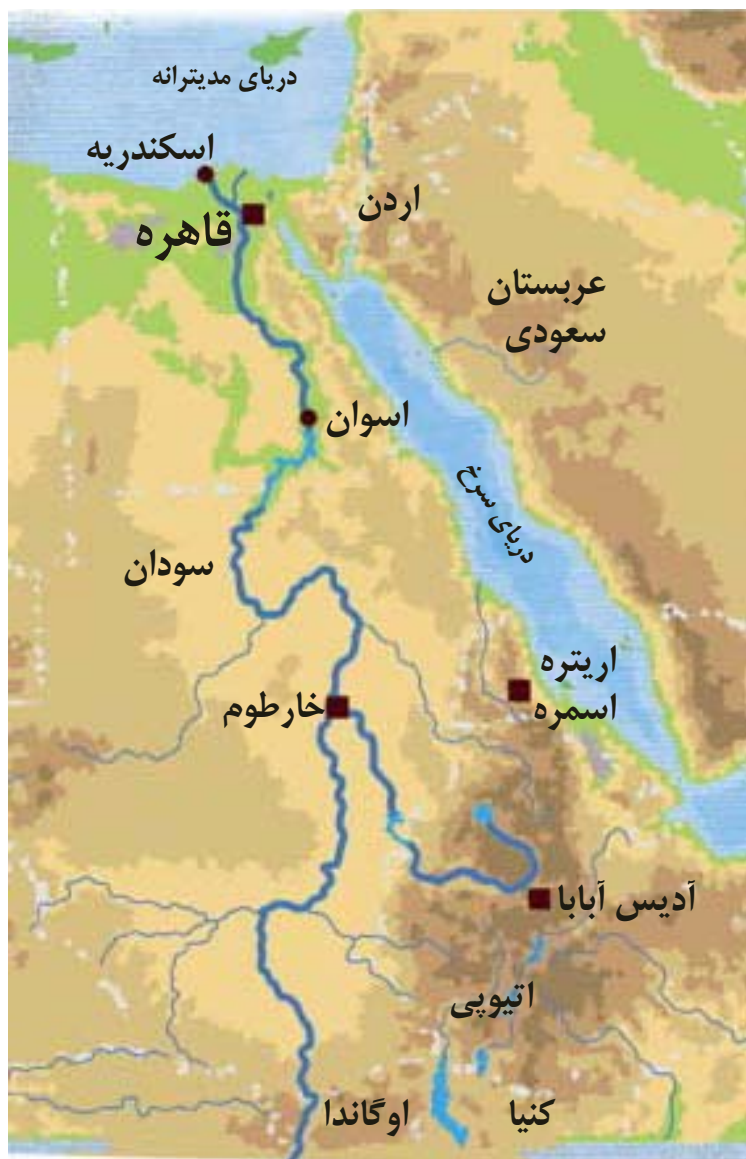 دریای مدیترانه
اسکندریه
قاهره
اردن
عربستان
سعودی
اسوان
دریای سرخ
سودان
اریتره
اسمره
خارطوم
آدیس آبابا
اتیوپی
اوگاندا
کنیا